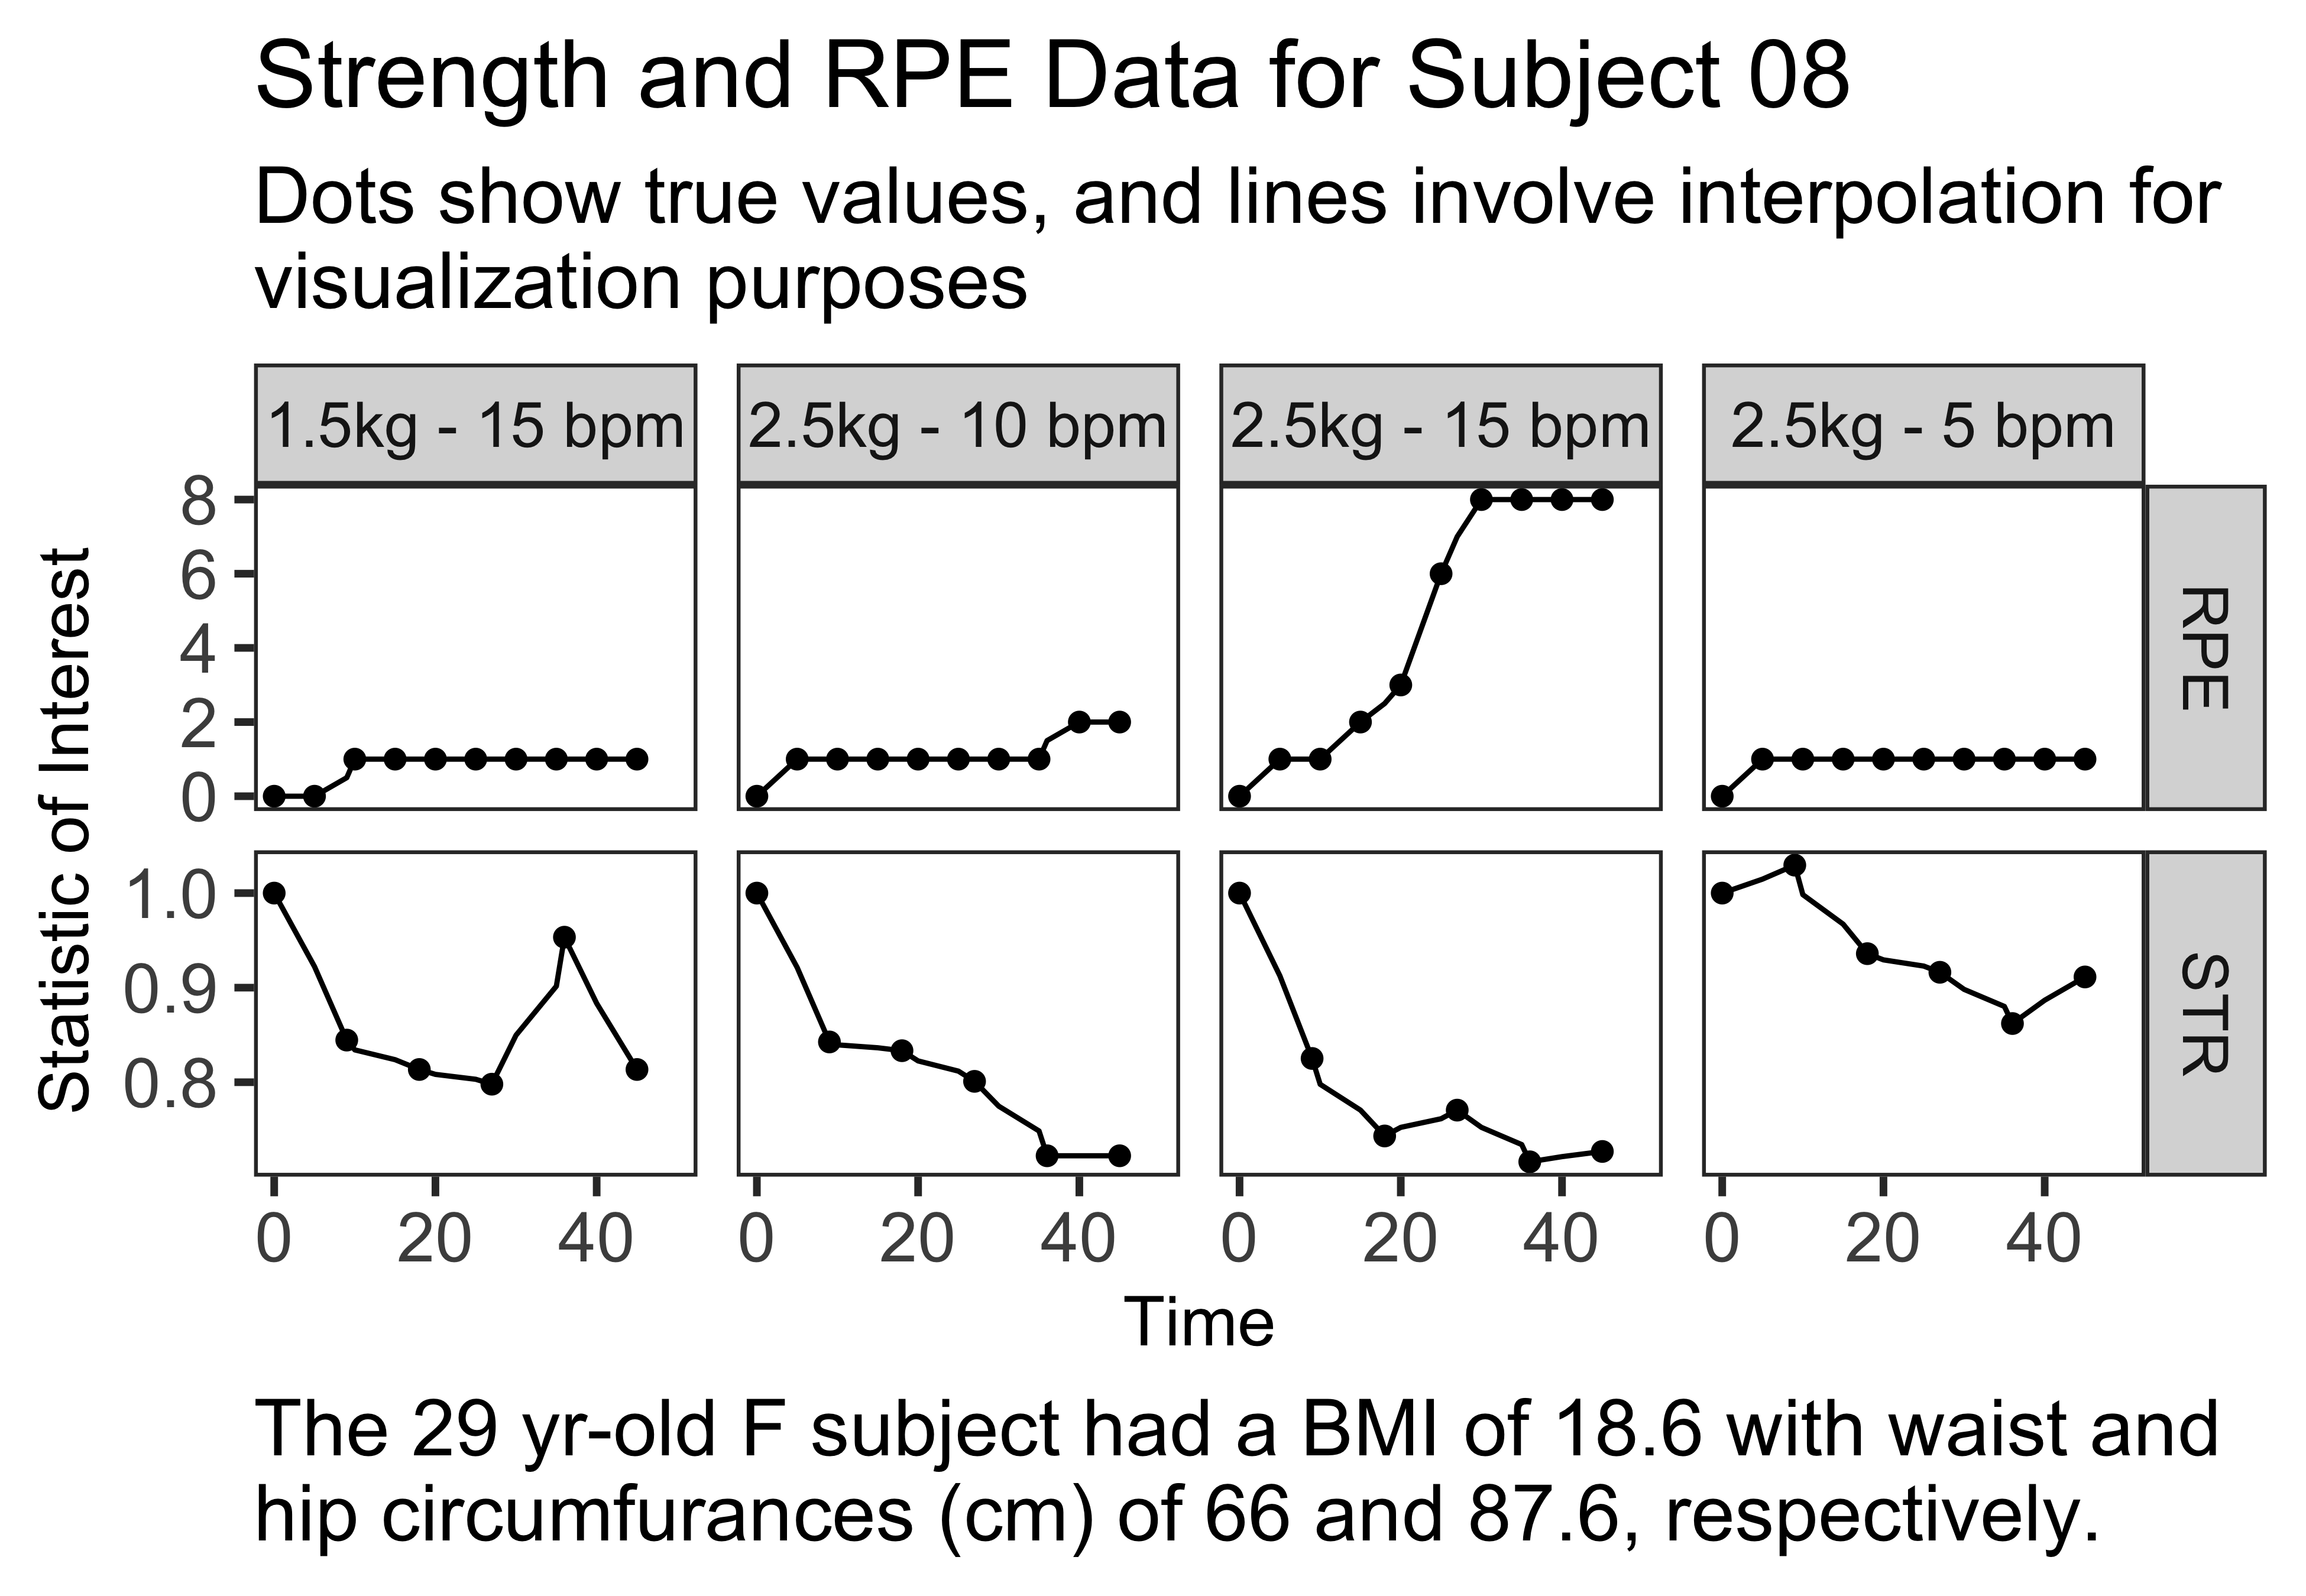 Strength and RPE Data for Subject 08
Dots show true values, and lines involve interpolation for
visualization purposes
1.5kg - 15 bpm 2.5kg - 10 bpm 2.5kg - 15 bpm 2.5kg - 5 bpm
Statistic of Interest
8
6
4
2
0
RPE
1.0
0.9
0.8
STR
0 20 40 0 20 40 0 20 40 0 20 40
Time
The 29 yr-old F subject had a BMI of 18.6 with waist and
hip circumfurances (cm) of 66 and 87.6, respectively.